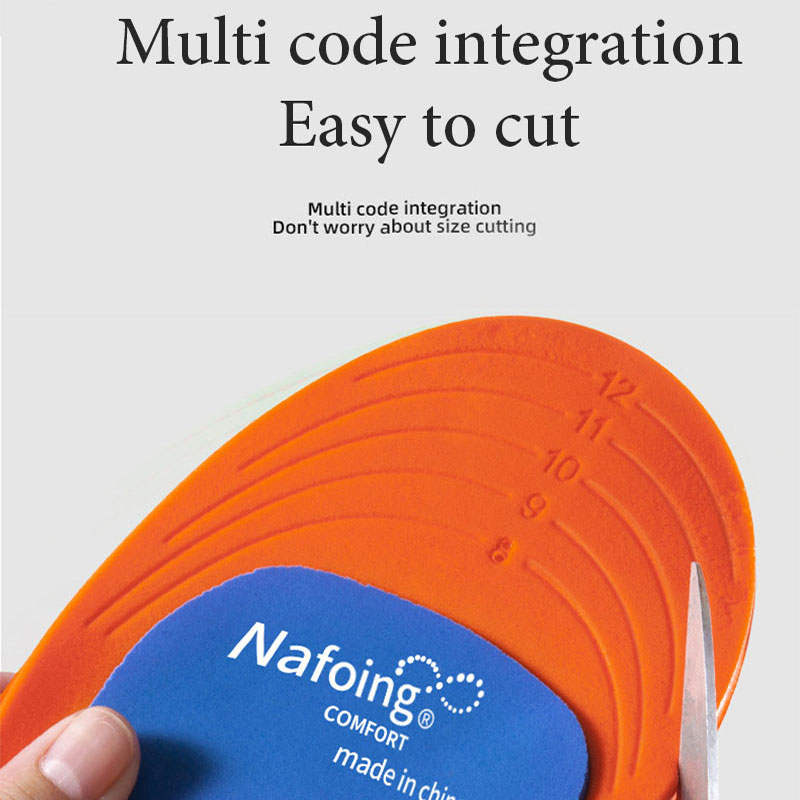 Multi code integration
Easy to cut
Multi code integration
Don't worry about size cutting
12
11
10
9
8
Nafoing®
COMFORT
made in chin